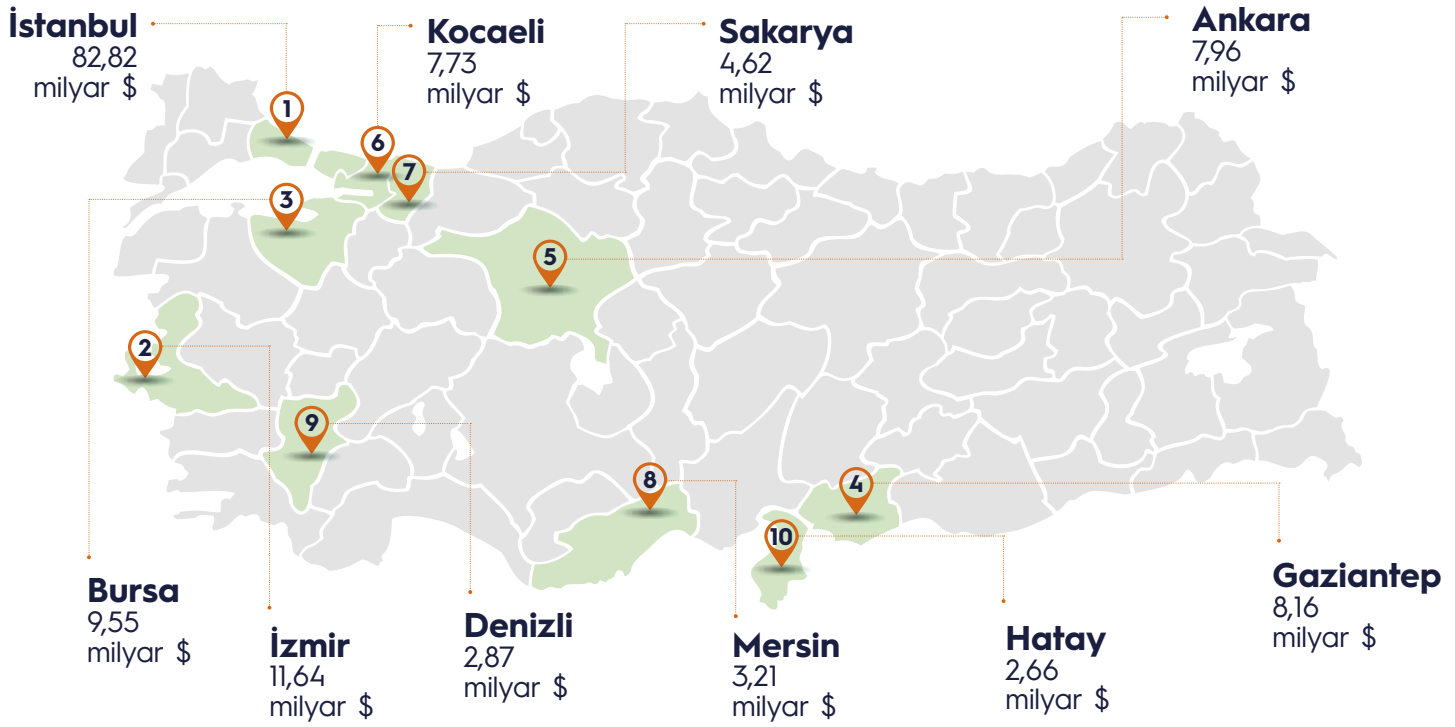 İstanbul
82,82
milyar $
Kocaeli
7,73
milyar $
Sakarya
4,62
milyar $
Ankara
7,96
milyar $
1
6
7
3
5
2
9
8
4
10
Bursa
9,55
milyar $
İzmir
11,64
milyar $
Denizli
2,87
milyar $
Mersin
3,21
milyar $
Hatay
2,66
milyar $
Gaziantep
8,16
milyar $